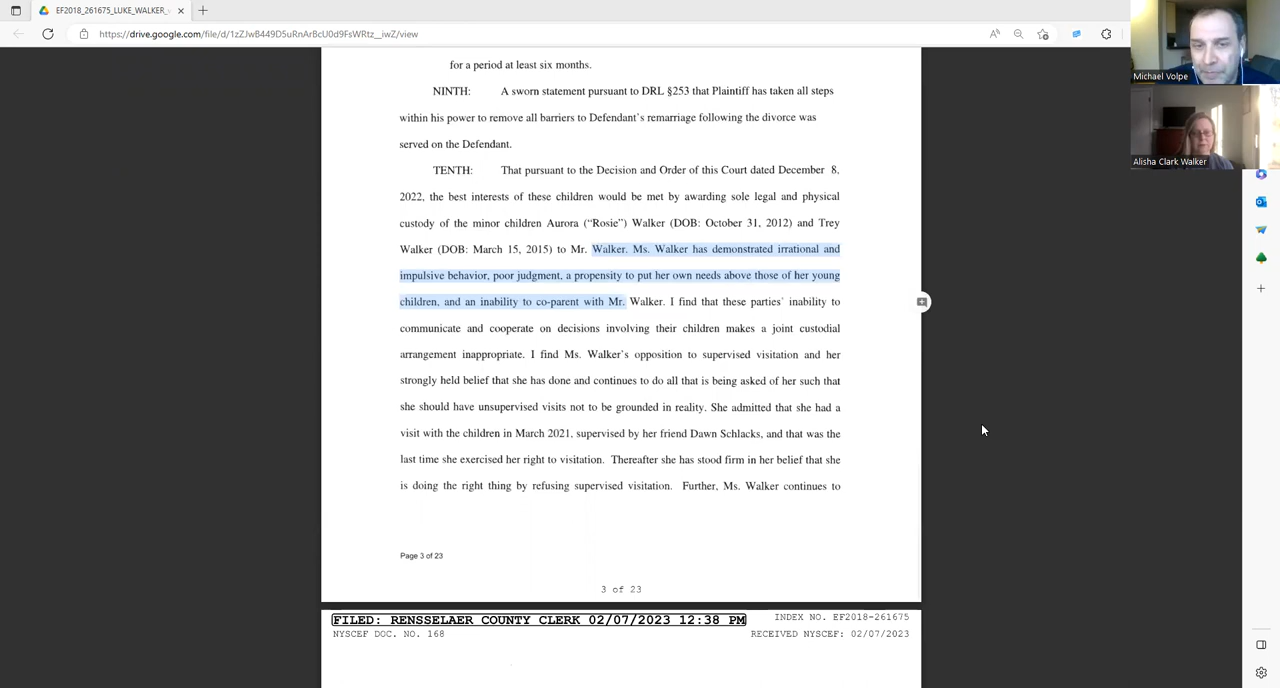 EF2018_261675_LUKE_WALKER_
https://drive.google.com/file/d/1zZJwB449D5uRnArBcU0d9FsWRtz__iwZ/view
Michael Volpe
Alisha Clark Walker
for a period at least six months.
NINTH: A sworn statement pursuant to DRL §253 that Plaintiff has taken all steps
within his power to remove all barriers to Defendant's remarriage following the divorce was
served on the Defendant.
TENTH: That pursuant to the Decision and Order of this Court dated December 8,
2022, the best interests of these children would be met by awarding sole legal and physical
custody of the minor children Aurora ("Rosie") Walker (DOB: October 31, 2012) and Trey
Walker (DOB: March 15, 2015) to Mr. Walker. Ms. Walker has demonstrated irrational and
impulsive behavior, poor judgment, a propensity to put her own needs above those of her young
children, and an inability to co-parent with Mr. Walker. I find that these parties' inability to
communicate and cooperate on decisions involving their children makes a joint custodial
arrangement inappropriate. I find Ms. Walker's opposition to supervised visitation and her
strongly held belief that she has done and continues to do all that is being asked of her such that
she should have unsupervised visits not to be grounded in reality. She admitted that she had a
visit with the children in March 2021, supervised by her friend Dawn Schlacks, and that was the
last time she exercised her right to visitation. Thereafter she has stood firm in her belief that she
is doing the right thing by refusing supervised visitation. Further, Ms. Walker continues to
Page 3 of 23
3 of 23
FILED: RENSSELAER COUNTY CLERK 02/07/2023 12:38 PM
INDEX NO. EF2018-261675
NYSCEF DOC. NO. 168
RECEIVED NYSCEF: 02/07/2023